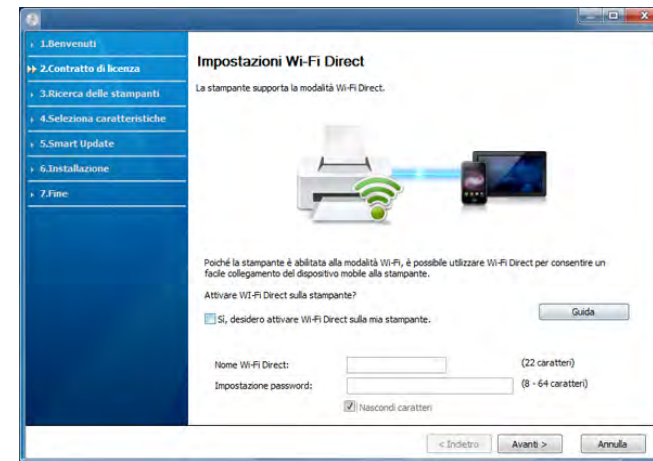 1.Benvenuti
2.Contratto di licenza
3.Ricerca delle stampanti
4.Seleziona caratteristiche
5.Smart Update
6.Installazione
7.Fine
Impostazioni Wi-Fi Direct
La stampante supporta la modalità Wi-Fi Direct.
Poiché la stampante è abilitata alla modalità Wi-Fi, è possibile utilizzare Wi-Fi Direct per consentire un
facile collegamento del dispositivo mobile alla stampante.
Attivare WI-Fi Direct sulla stampante?
Sì, desidero attivare Wi-Fi Direct sulla mia stampante.
Guida
Nome Wi-Fi Direct:
(22 caratteri)
Impostazione password:
(8 - 64 caratteri)
Nascondi caratteri
< Indietro
Avanti >
Annulla